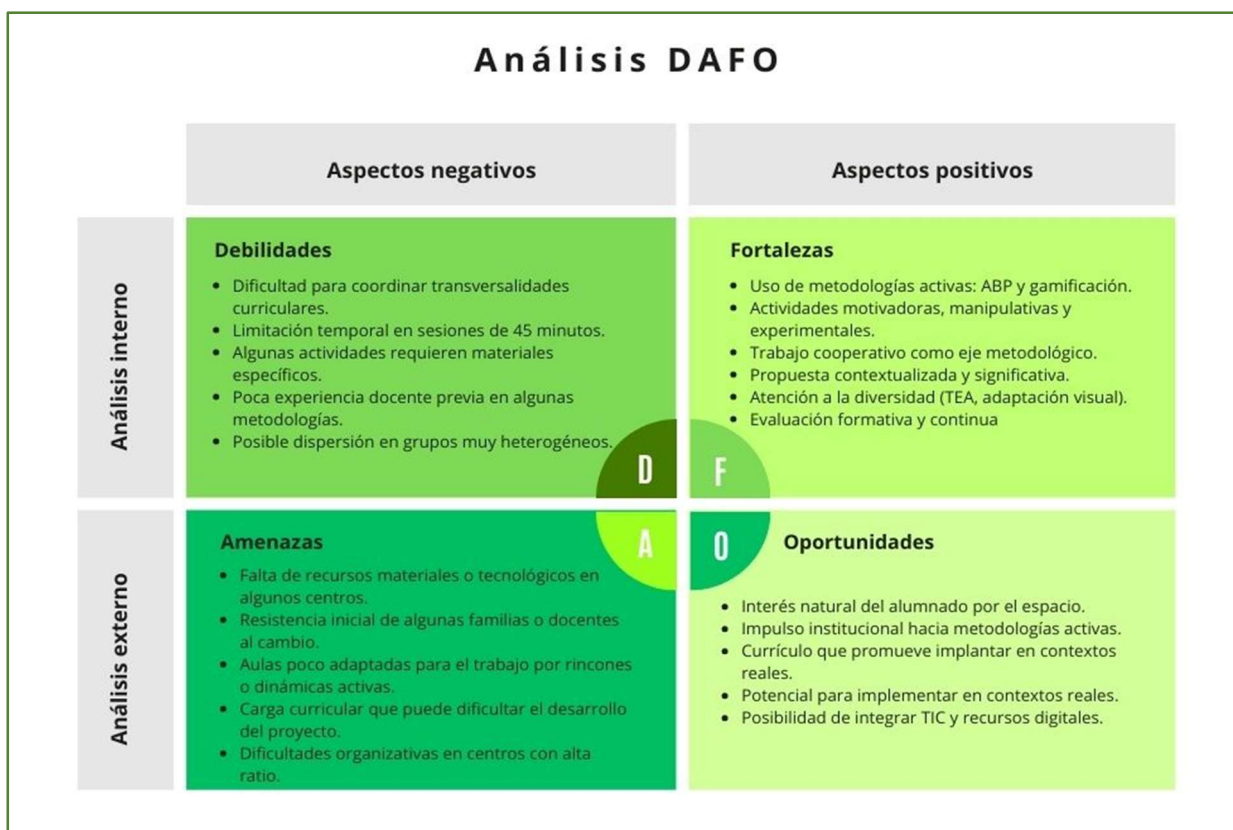 Análisis DAFO
Aspectos negativos
Aspectos positivos
Análisis interno
Debilidades
• Dificultad para coordinar transversalidades
curriculares.
• Limitación temporal en sesiones de 45 minutos.
• Algunas actividades requieren materiales
específicos.
• Poca experiencia docente previa en algunas
metodologías.
• Posible dispersión en grupos muy heterogéneos.
D
Fortalezas
• Uso de metodologías activas: ABP y gamificación.
• Actividades motivadoras, manipulativas y
experimentales.
• Trabajo cooperativo como eje metodológico.
• Propuesta contextualizada y significativa.
• Atención a la diversidad (TEA, adaptación visual).
• Evaluación formativa y continua
F
Análisis externo
Amenazas
• Falta de recursos materiales o tecnológicos en
algunos centros.
• Resistencia inicial de algunas familias o docentes
al cambio.
• Aulas poco adaptadas para el trabajo por rincones
o dinámicas activas.
• Carga curricular que puede dificultar el desarrollo
del proyecto.
• Dificultades organizativas en centros con alta
ratio.
A
O
Oportunidades
• Interés natural del alumnado por el espacio.
• Impulso institucional hacia metodologías activas.
• Currículo que promueve implantar en contextos
reales.
• Potencial para implementar en contextos reales.
• Posibilidad de integrar TIC y recursos digitales.